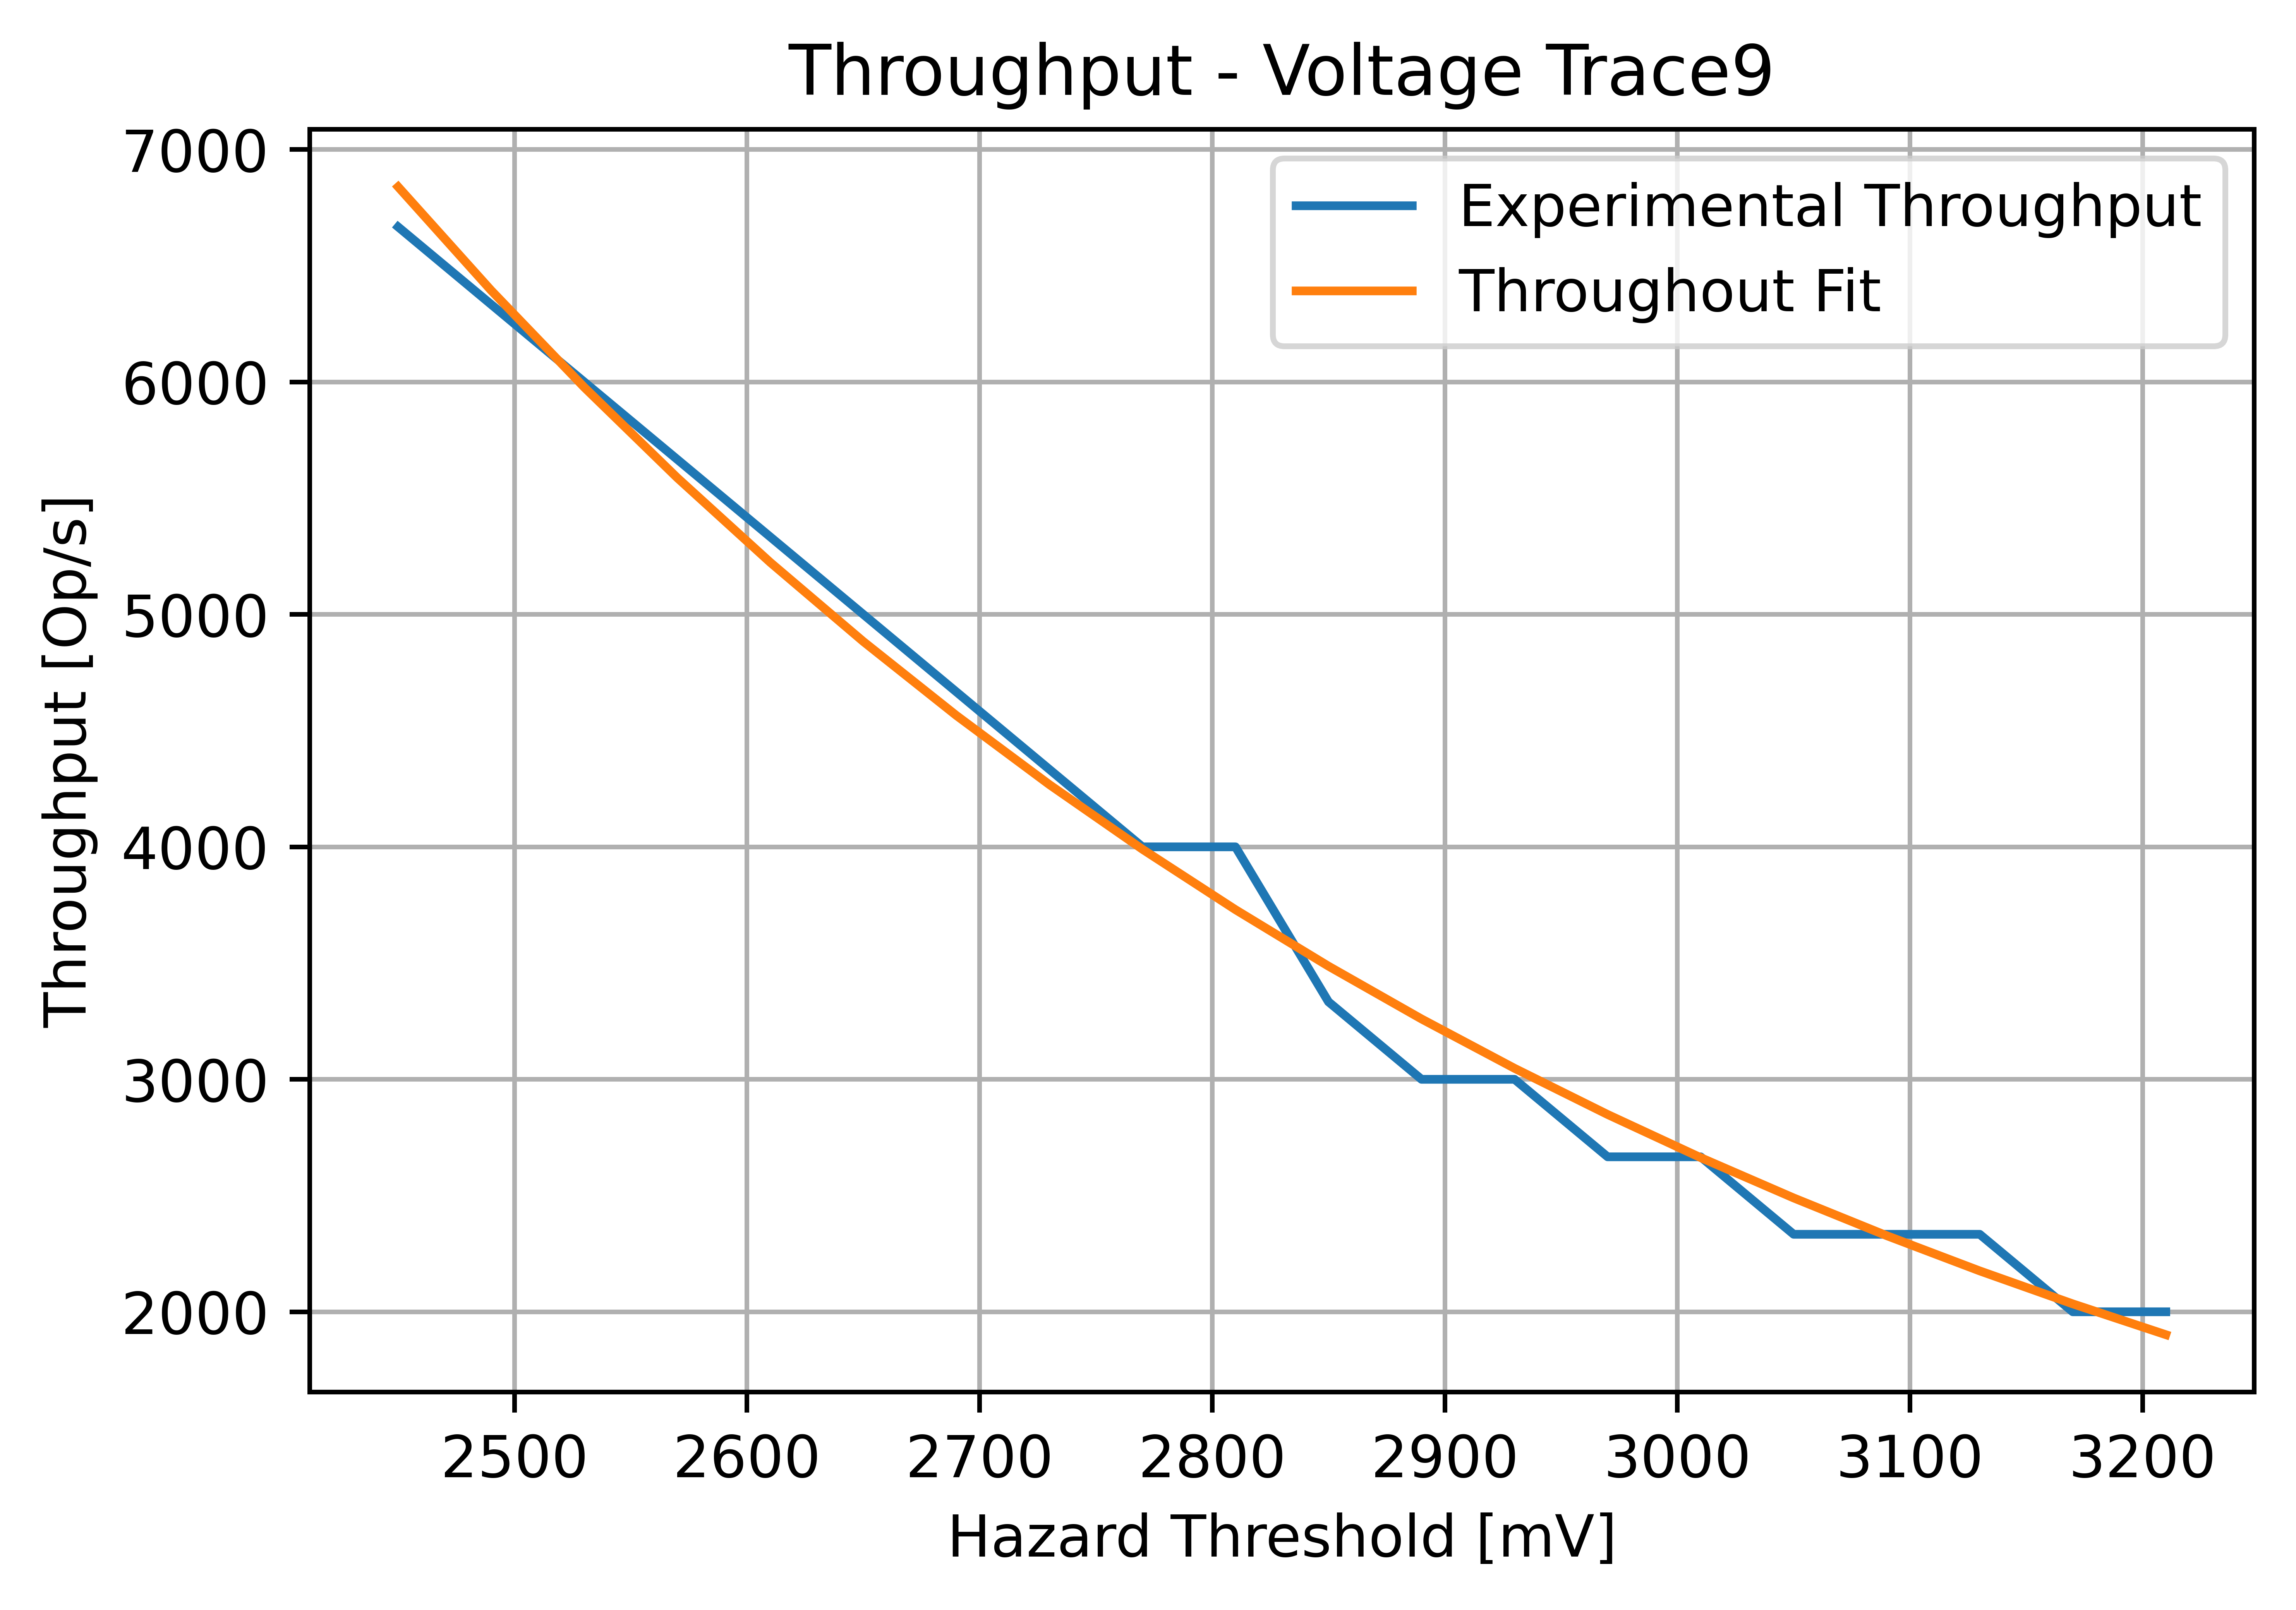 Throughput - Voltage Trace9
Experimental Throughput
Throughout Fit
Throughput [Op/s]
7000
6000
5000
4000
3000
2000
2500 2600 2700 2800 2900 3000 3100 3200
Hazard Threshold [mV]